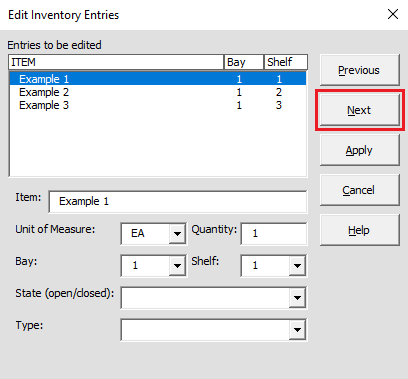 Edit Inventory Entries
Entries to be edited
ITEM Bay Shelf
Example 1 1 1
Example 2 1 2
Example 3 1 3
Previous
Next
Apply
Cancel
Help
Item: Example 1
Unit of Measure: EA Quantity: 1
Bay: 1 Shelf: 1
State (open/closed):
Type: